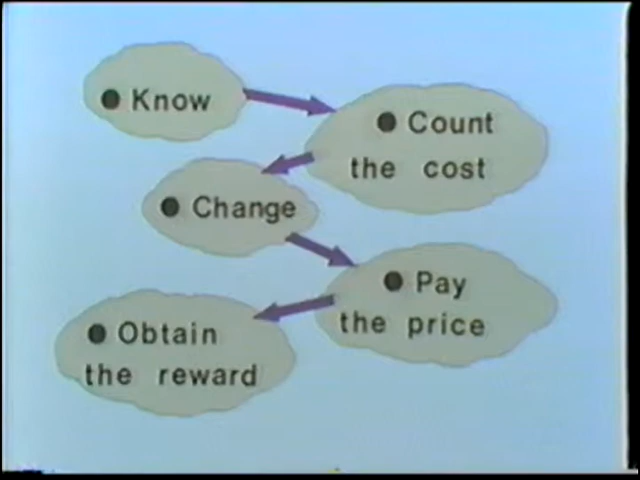 ● Know
● Count
the cost
● Change
● Pay
the price
● Obtain
the reward